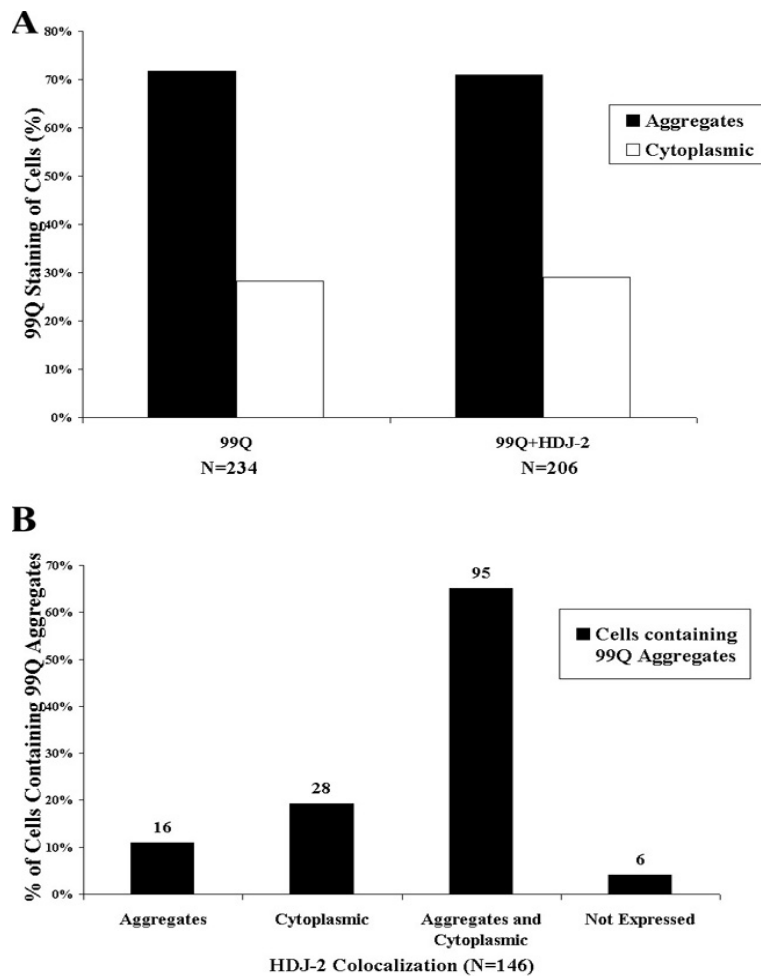 A
80%
70%
60%
50%
40%
30%
20%
10%
0%
99Q Staining of Cells (%)
Aggregates
Cytoplasmic
99Q
99Q+HDJ-2
N=234
N=206
B
70%
60%
50%
40%
30%
20%
10%
0%
% of Cells Containing 99Q Aggregates
16
28
95
6
Cells containing
99Q Aggregates
Aggregates
Cytoplasmic
Aggregates and
Cytoplasmic
Not Expressed
HDJ-2 Colocalization (N=146)